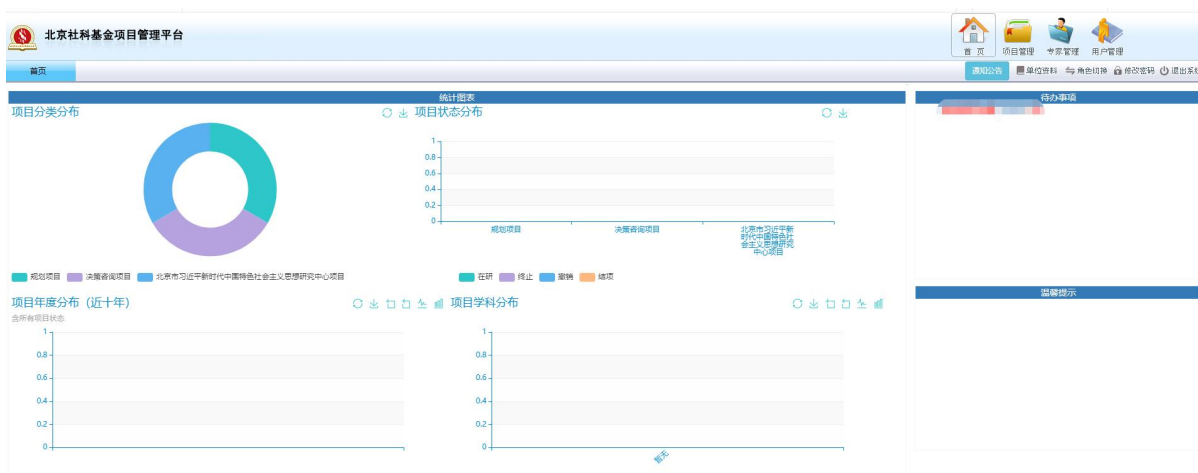 北京社科基金项目管理平台
首 页
项目管理
专家管理
用户管理
首页
通知公告
单位资料
角色切换
修改密码
退出系统
统计图表
项目分类分布
规划项目
决策咨询项目
北京市习近平新时代中国特色社会主义思想研究中心项目
项目状态分布
1
0.8
0.6
0.4
0.2
0
规划项目
决策咨询项目
北京市习近平新
时代中国特色社
会主义思想研究
中心项目
在研
终止
撤销
结项
项目年度分布（近十年）
含所有项目状态
1
0.8
0.6
0.4
0.2
0
项目学科分布
1
0.8
0.6
0.4
0.2
0
暂无
待办事项
温馨提示